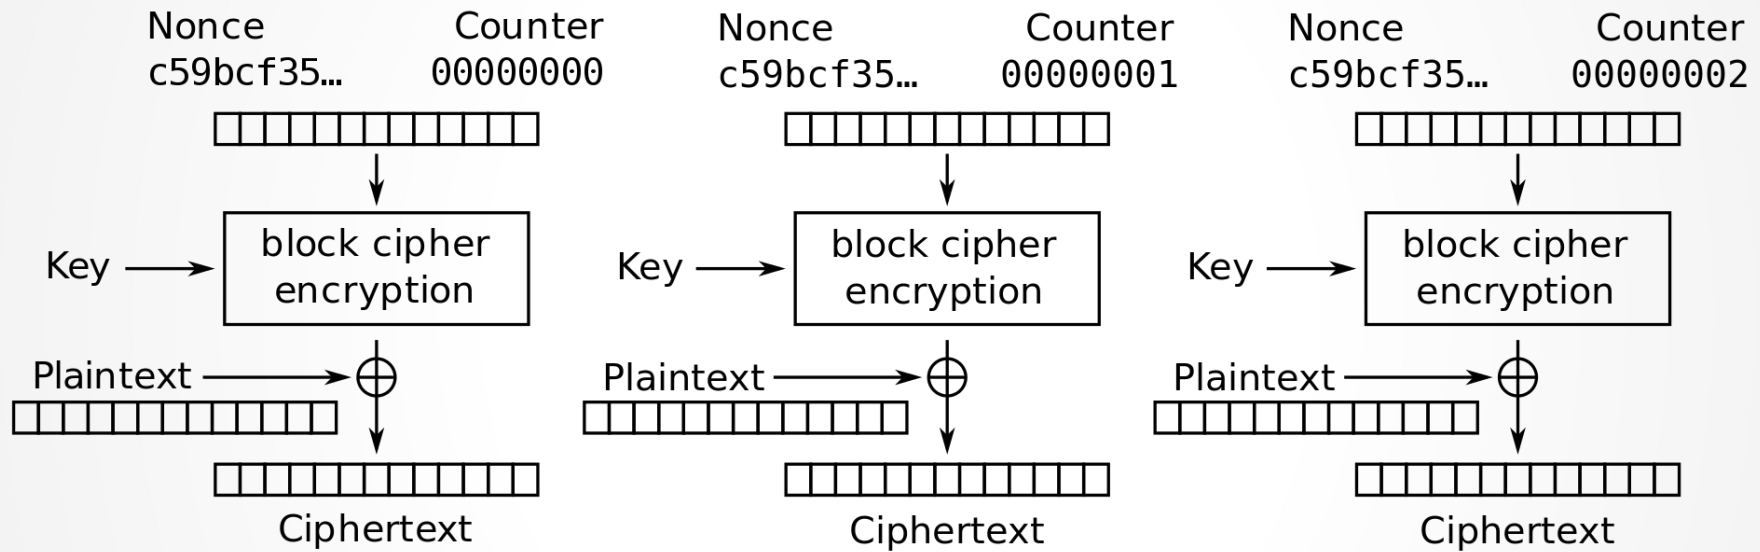 Nonce Counter Nonce Counter Nonce Counter
c59bcf35… 00000000 c59bcf35… 00000001 c59bcf35… 00000002
block cipher block cipher block cipher
Key Key Key
encryption encryption encryption
Plaintext Plaintext Plaintext
Ciphertext Ciphertext Ciphertext